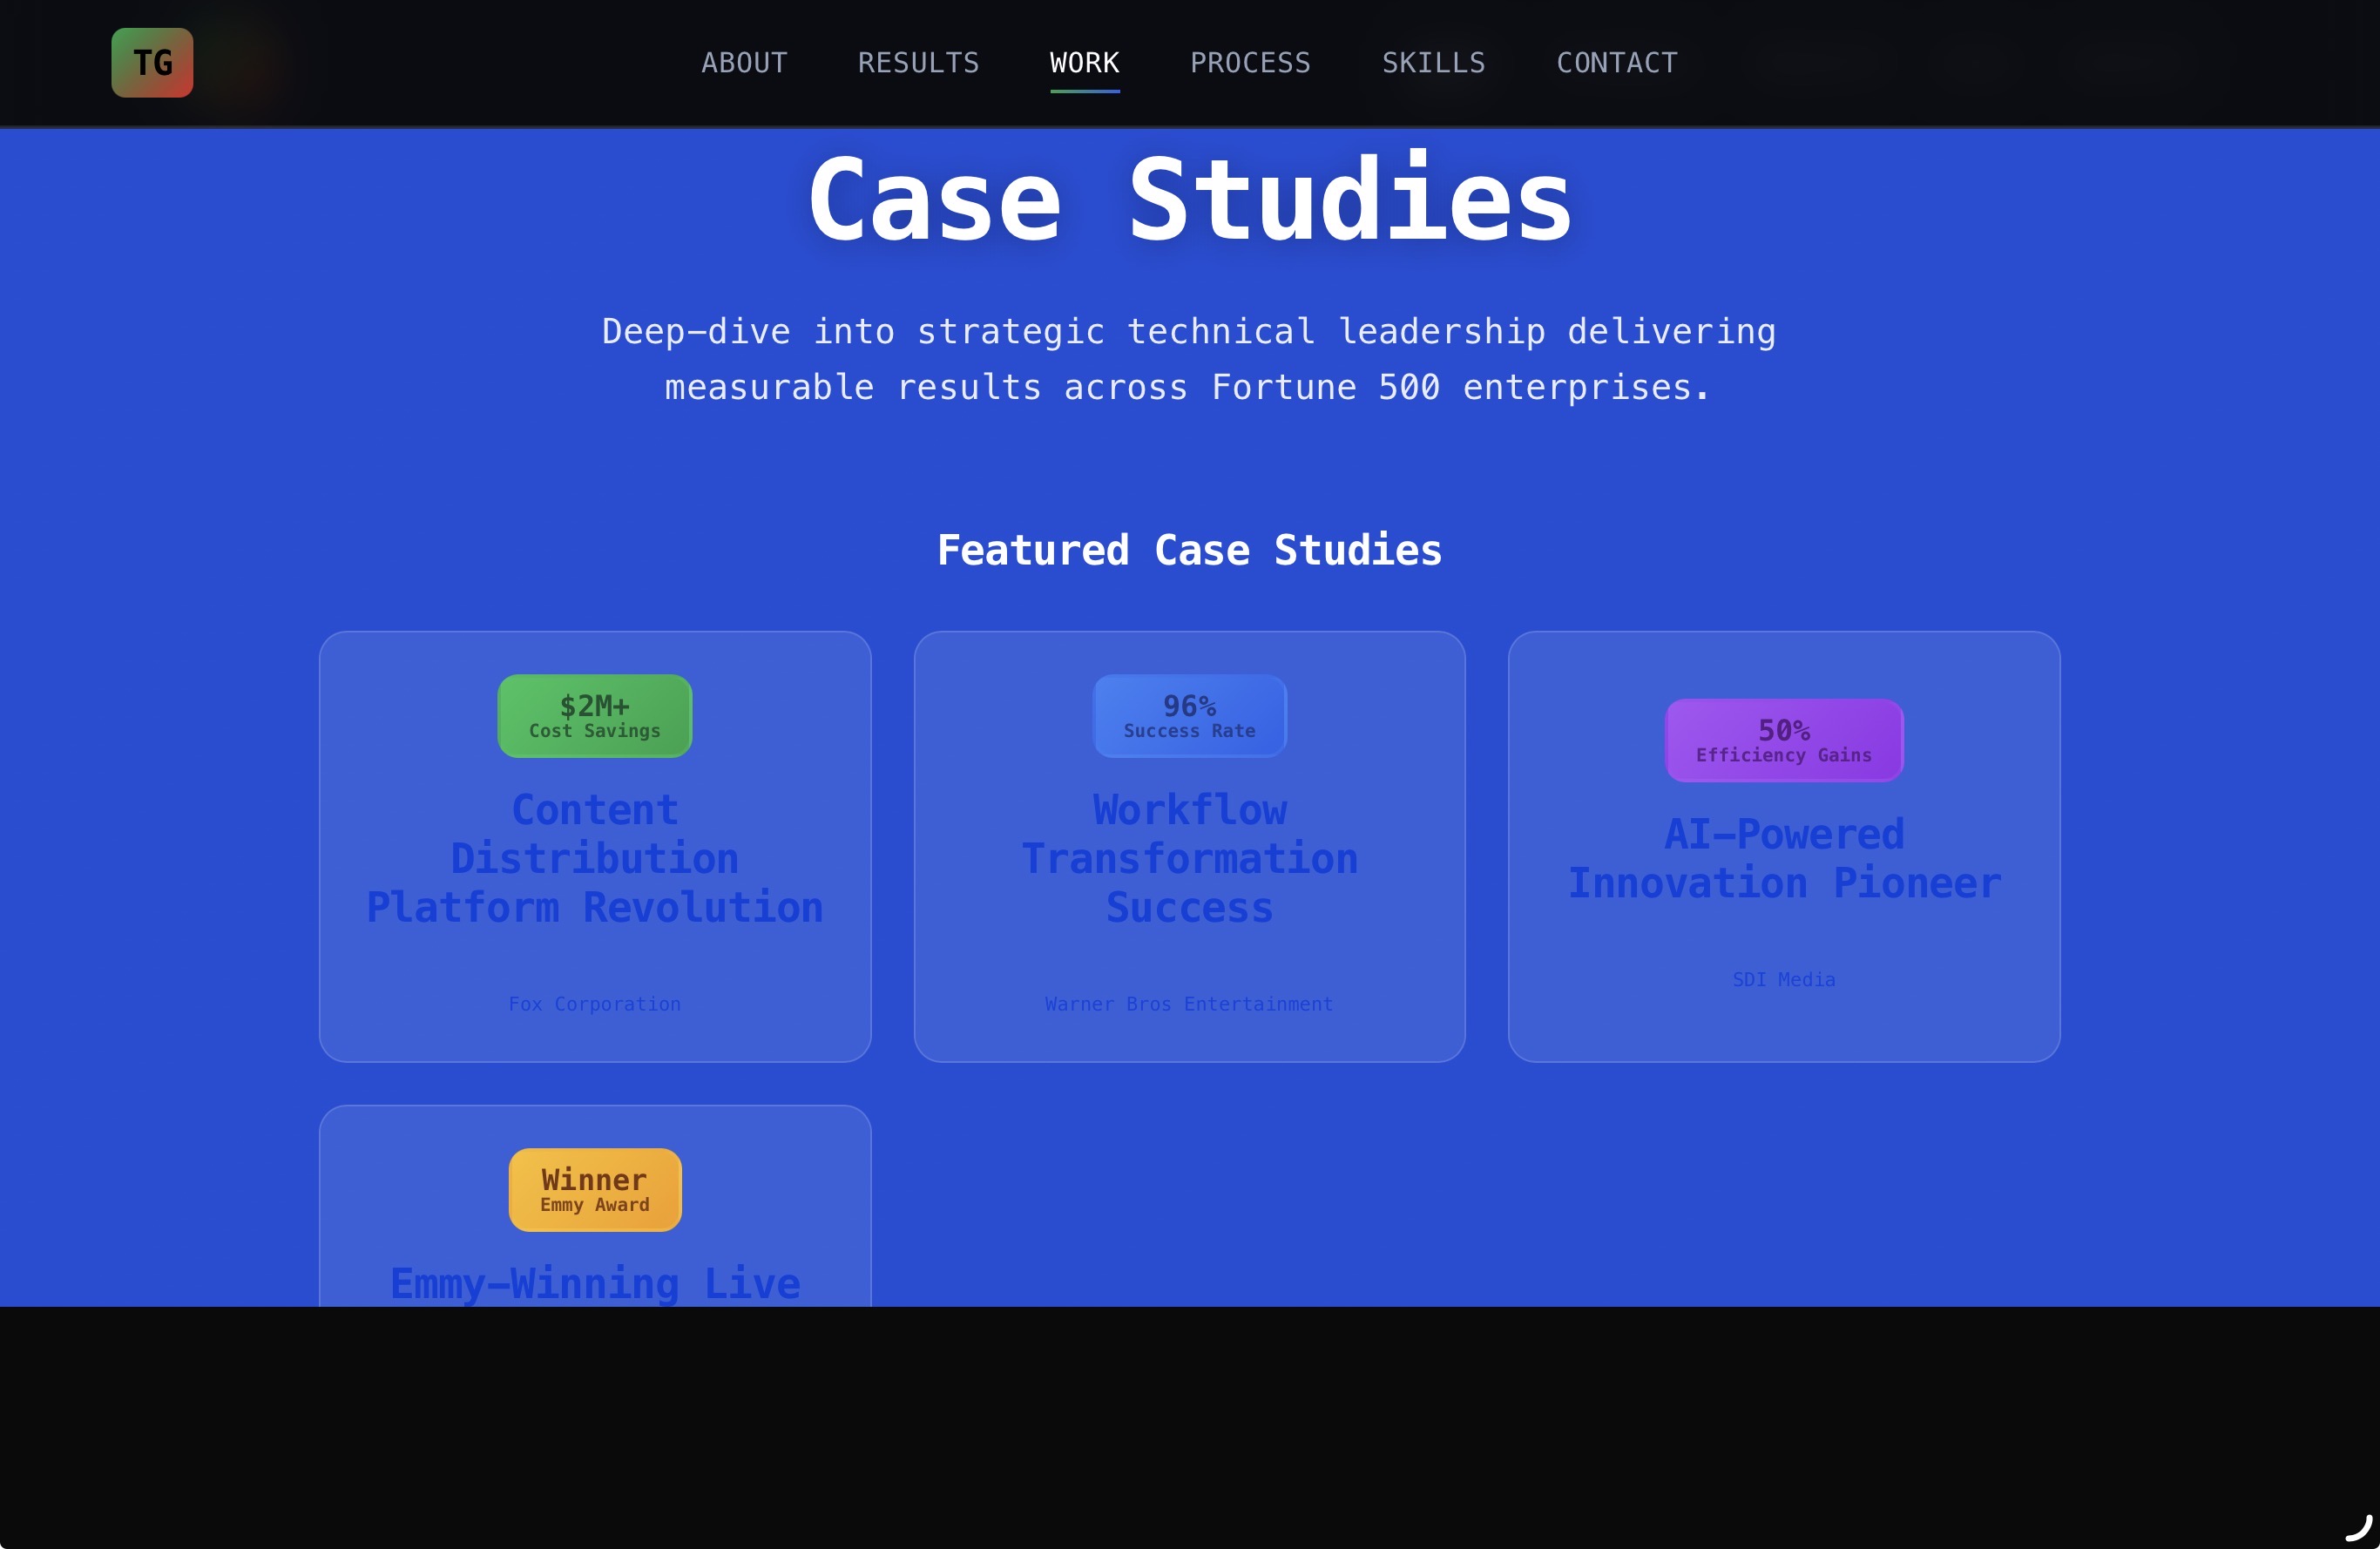 TG
ABOUT
RESULTS
WORK
PROCESS
SKILLS
CONTACT
Case Studies
Deep-dive into strategic technical leadership delivering
measurable results across Fortune 500 enterprises.
Featured Case Studies
$2M+
Cost Savings
Content
Distribution
Platform Revolution
Fox Corporation
96%
Success Rate
Workflow
Transformation
Success
Warner Bros Entertainment
50%
Efficiency Gains
AI-Powered
Innovation Pioneer
SDI Media
Winner
Emmy Award
Emmy-Winning Live